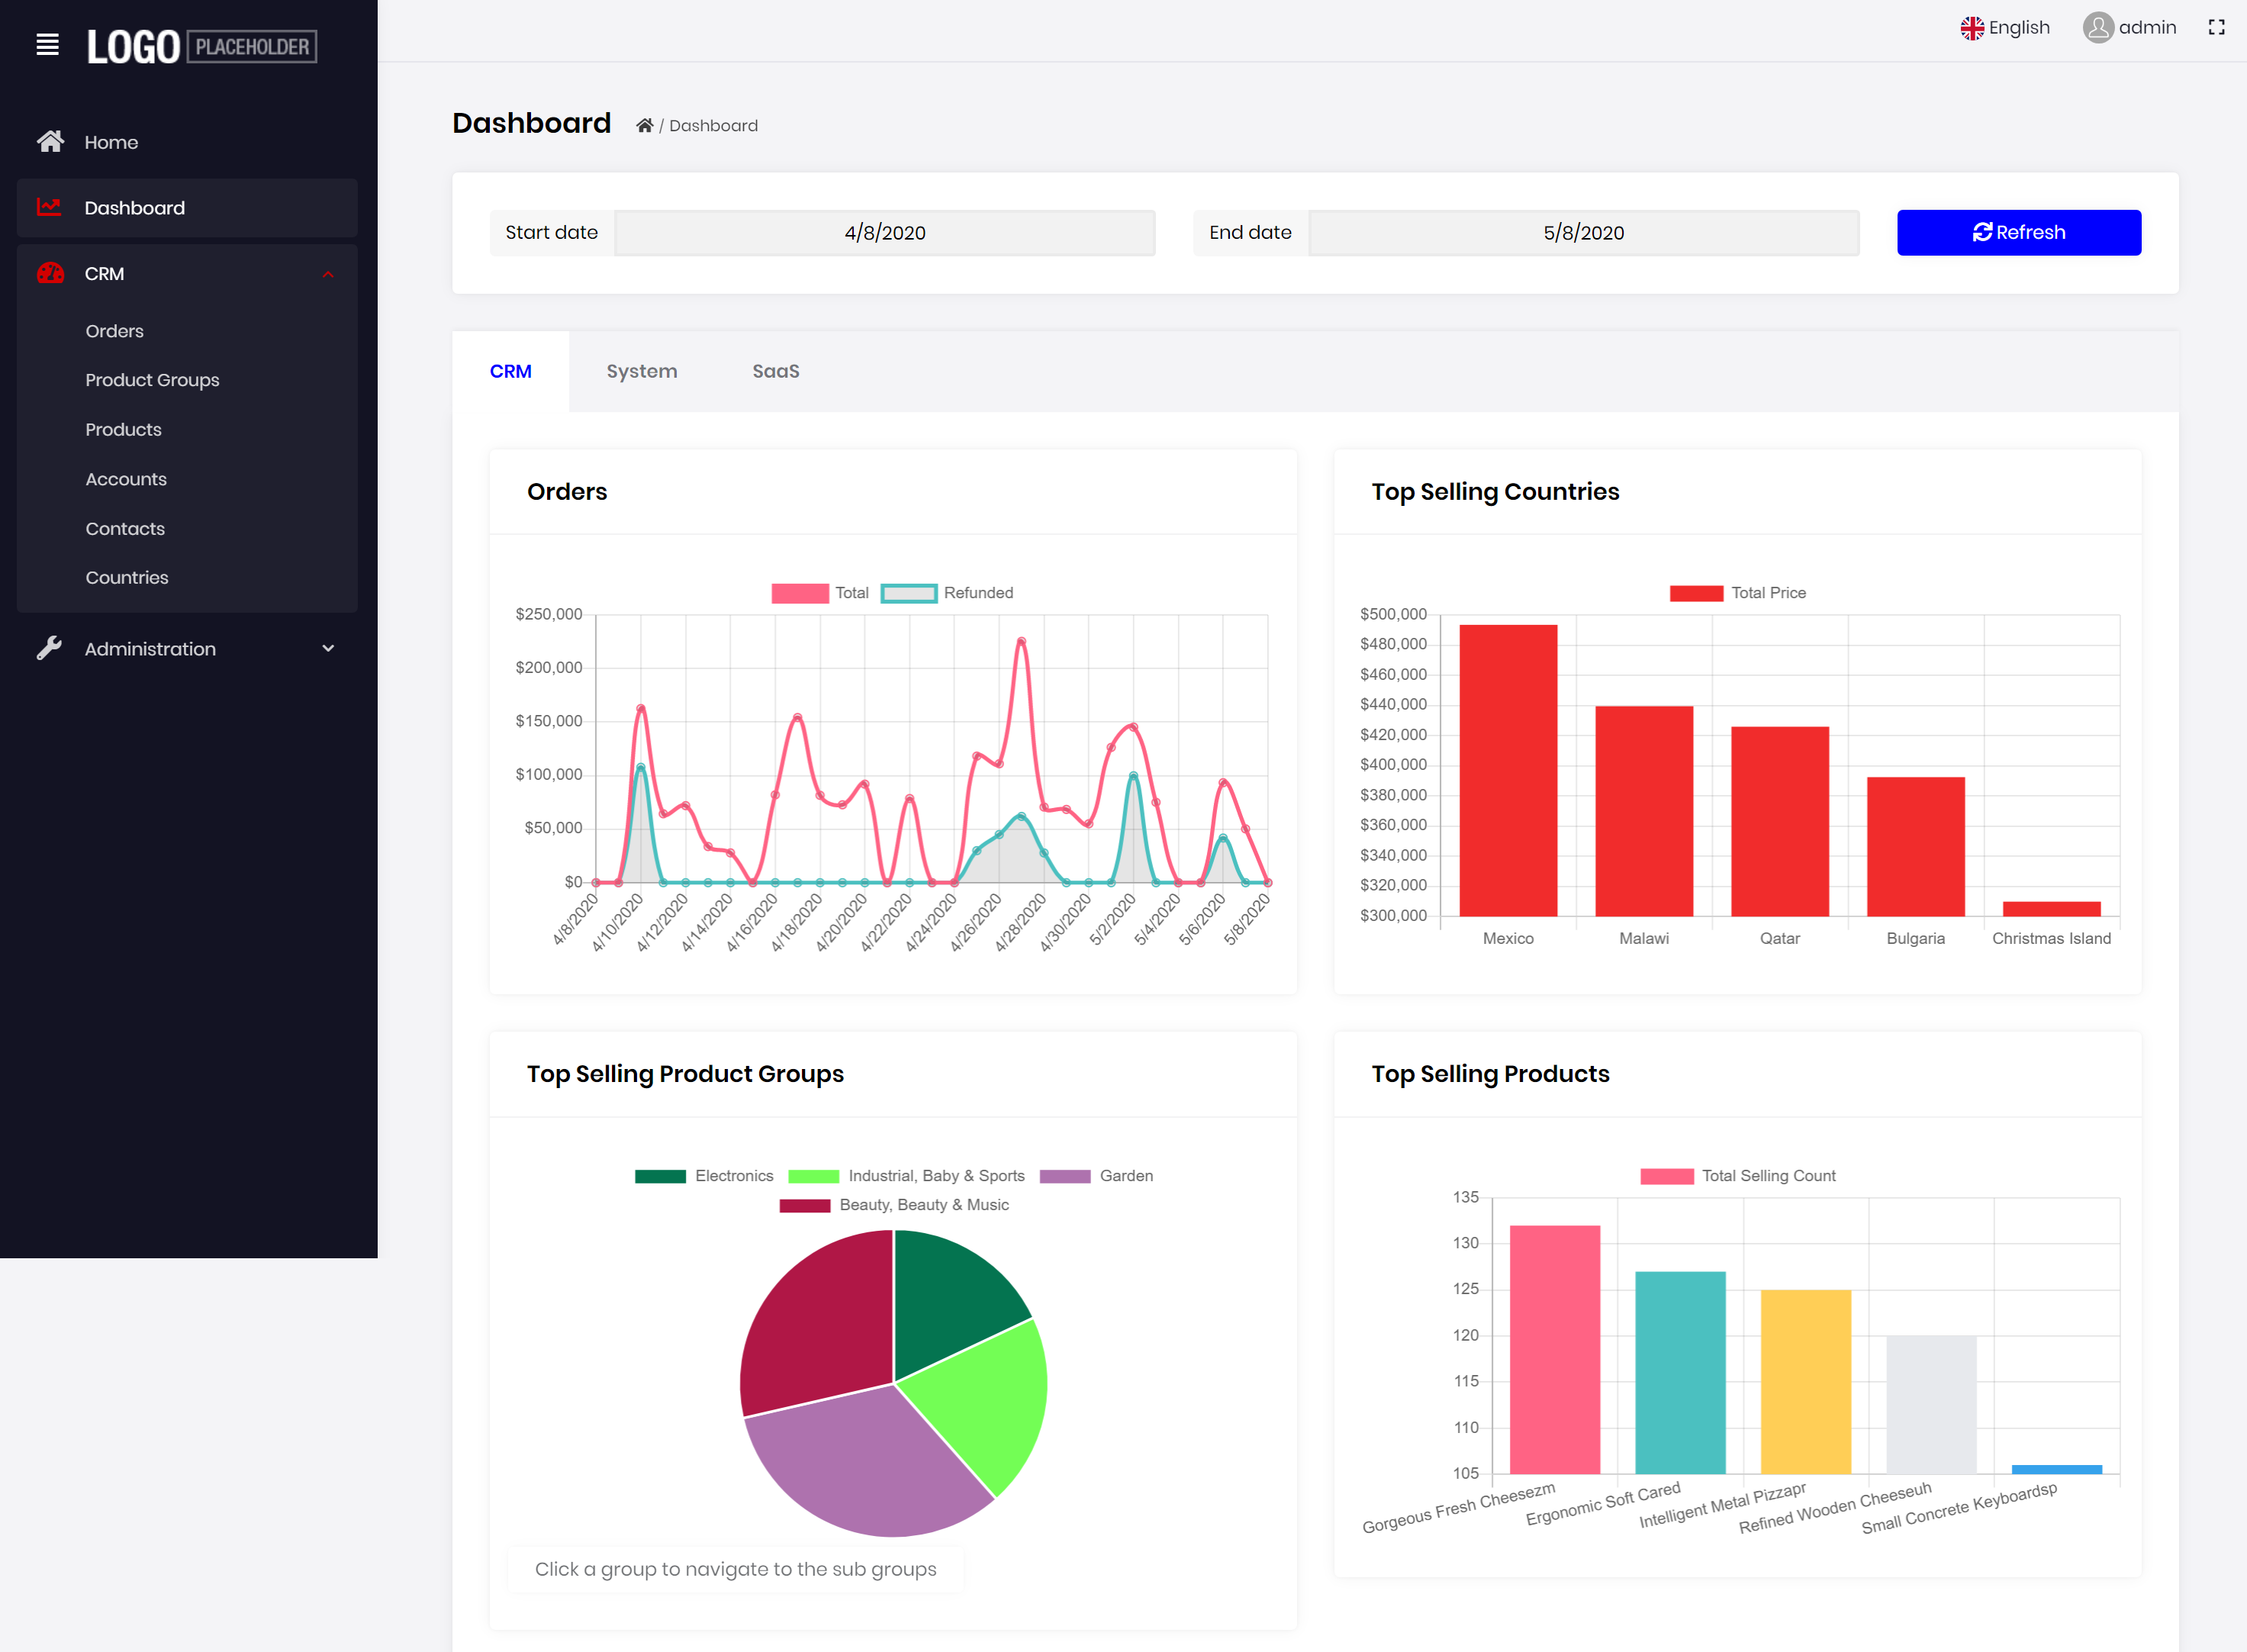 LOGO PLACEHOLDER
English admin
Home
Dashboard
CRM
Orders
Product Groups
Products
Accounts
Contacts
Countries
Administration
Dashboard / Dashboard
Start date 4/8/2020 End date 5/8/2020 Refresh
CRM System SaaS
Orders
Total Refunded
$250,000
$200,000
$150,000
$100,000
$50,000
$0
4/8/2020 4/10/2020 4/12/2020 4/14/2020 4/16/2020 4/18/2020 4/20/2020 4/22/2020 4/24/2020 4/26/2020 4/28/2020 4/30/2020 5/2/2020 5/4/2020 5/6/2020 5/8/2020
Top Selling Countries
Total Price
$500,000
$480,000
$460,000
$440,000
$420,000
$400,000
$380,000
$360,000
$340,000
$320,000
$300,000
Mexico Malawi Qatar Bulgaria Christmas Island
Top Selling Product Groups
Electronics Industrial, Baby & Sports Garden
Beauty, Beauty & Music
Click a group to navigate to the sub groups
Top Selling Products
Total Selling Count
135
130
125
120
115
110
105
Gorgeous Fresh Cheesezm
Ergonomic Soft Cared
Intelligent Metal Pizzapr
Refined Wooden Cheeseuh
Small Concrete Keyboardsp